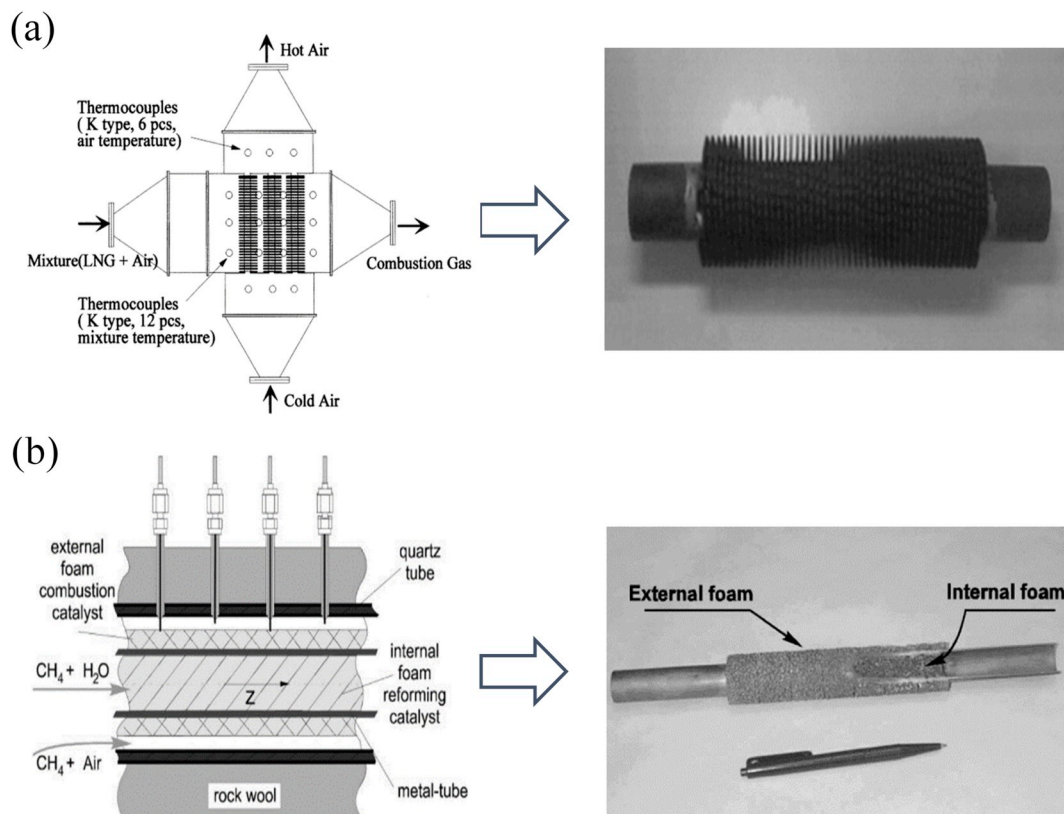 (a)
Hot Air
Thermocouples
( K type, 6 pcs,
air temperature)
Mixture(LNG + Air)
Combustion Gas
Thermocouples
( K type, 12 pcs,
mixture temperature)
Cold Air
(b)
external
foam
combustion
catalyst
quartz
tube
CH₄ + H₂O
Z
internal
foam
reforming
catalyst
CH₄ + Air
rock wool
metal-tube
External foam
Internal foam